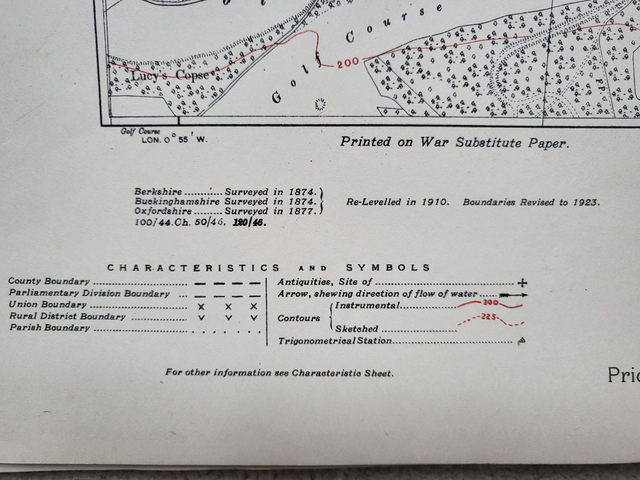 Golf Course
Lucy's Copse
200
Golf Course
LON. 0° 55' W.
Printed on War Substitute Paper.
Berkshire ............ Surveyed in 1874.
Buckinghamshire Surveyed in 1874.
Oxfordshire ......... Surveyed in 1877.
Re-Levelled in 1910. Boundaries Revised to 1923.
100/44.Ch. 50/46. 120/46.
CHARACTERISTICS AND SYMBOLS
County Boundary
Parliamentary Division Boundary ...
Union Boundary
Rural District Boundary
Parish Boundary
Antiquities, Site of
Arrow, shewing direction of flow of water
Contours
Instrumental 200
Sketched 225
Trigonometrical Station
For other information see Characteristic Sheet.